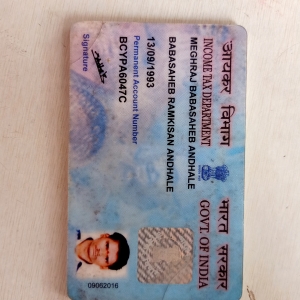 आयकर विभाग भारत सरकार
INCOME TAX DEPARTMENT GOVT. OF INDIA
MEGHRAJ BABASAHEB ANDHALE
BABASAHEB RAMKISAN ANDHALE
13/09/1993
Permanent Account Number
BCYPA6047C
Signature
09062016